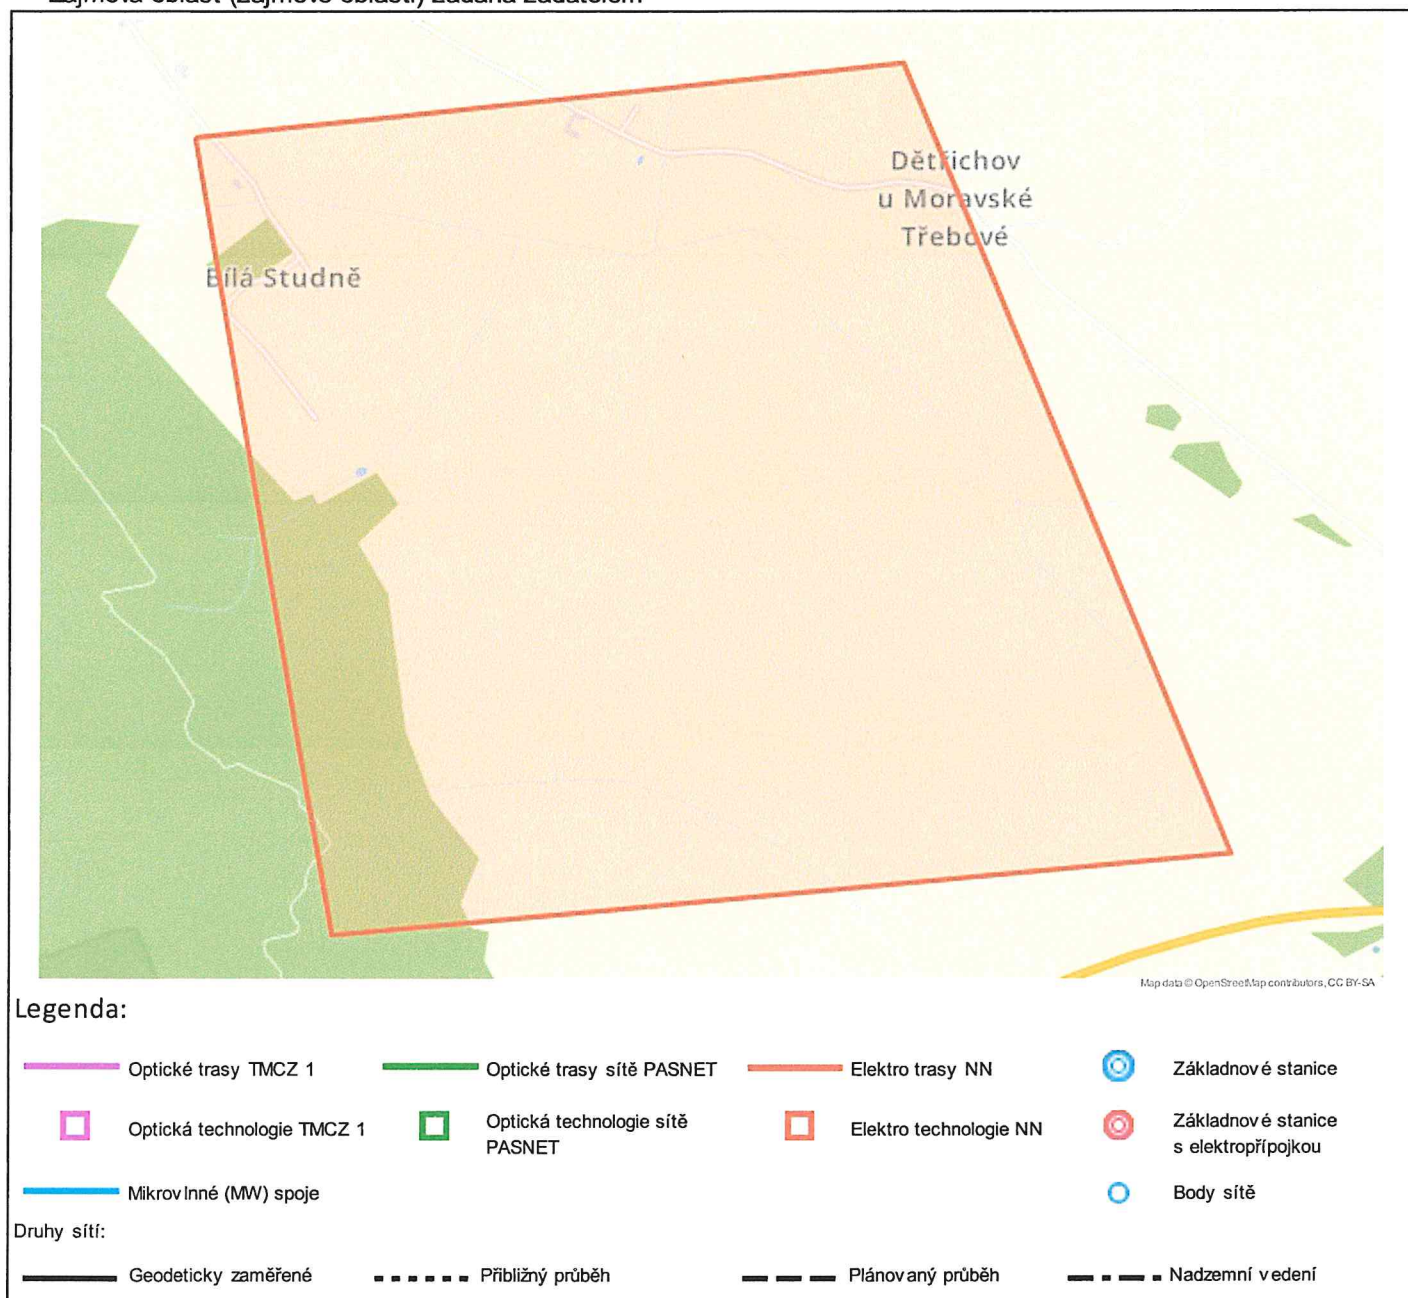 Dětřichov
u Moravské
Třebové
Bílá Studně
Map data © OpenStreetMap contributors, CC BY-SA
Legenda:
Optické trasy TMCZ 1
Optické trasy sítě PASNET
Elektro trasy NN
Základnové stanice
Optická technologie TMCZ 1
Optická technologie sítě
PASNET
Elektro technologie NN
Základnové stanice
s elektropřípojkou
Mikrovlnné (MW) spoje
Body sítě
Druhy sítí:
Geodeticky zaměřené
Přibližný průběh
Plánovaný průběh
Nadzemní vedení